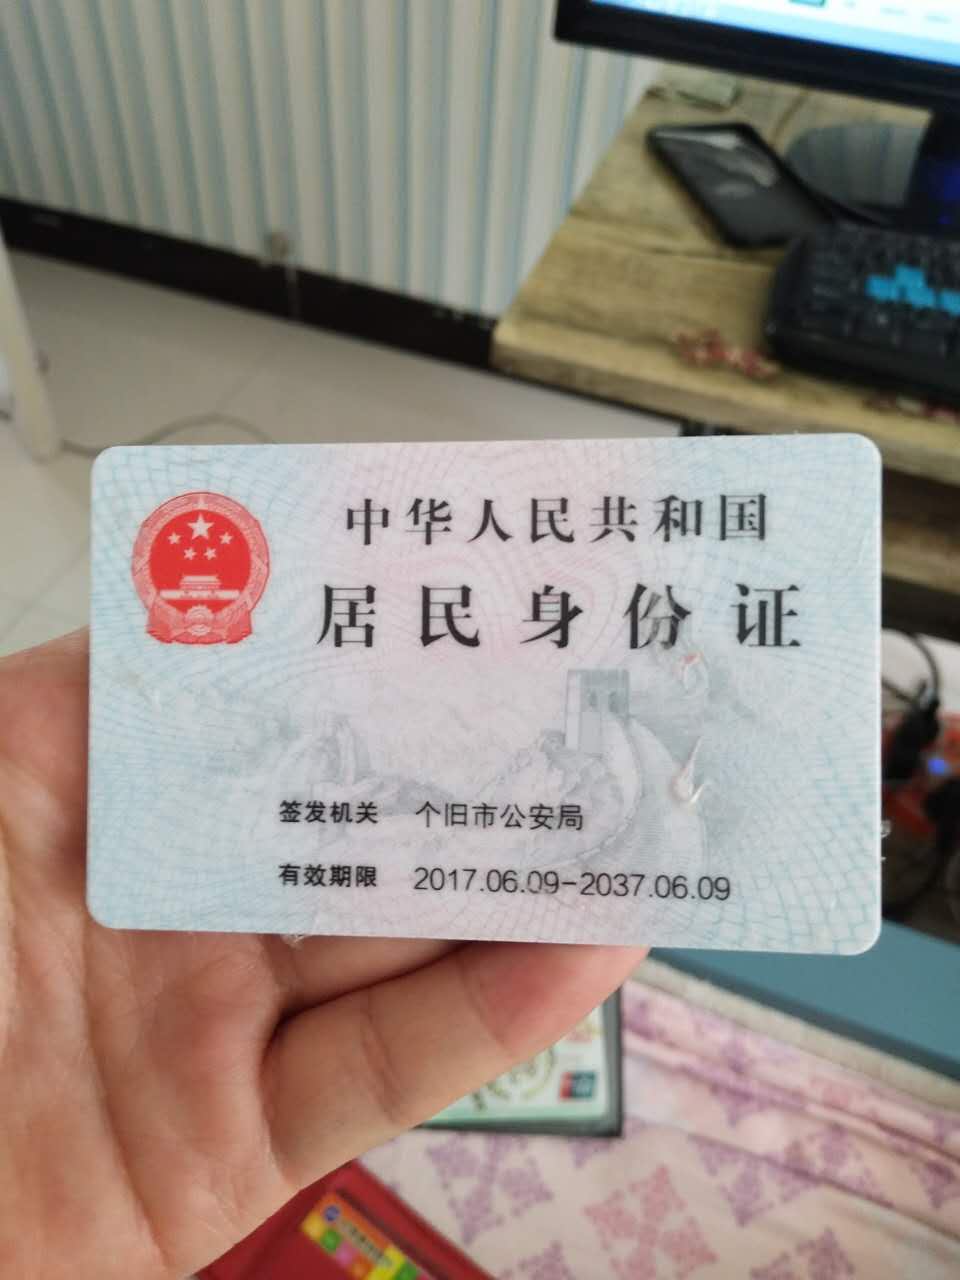 中华人民共和国
居民身份证
签发机关 个旧市公安局
有效期限 2017.06.09-2037.06.09